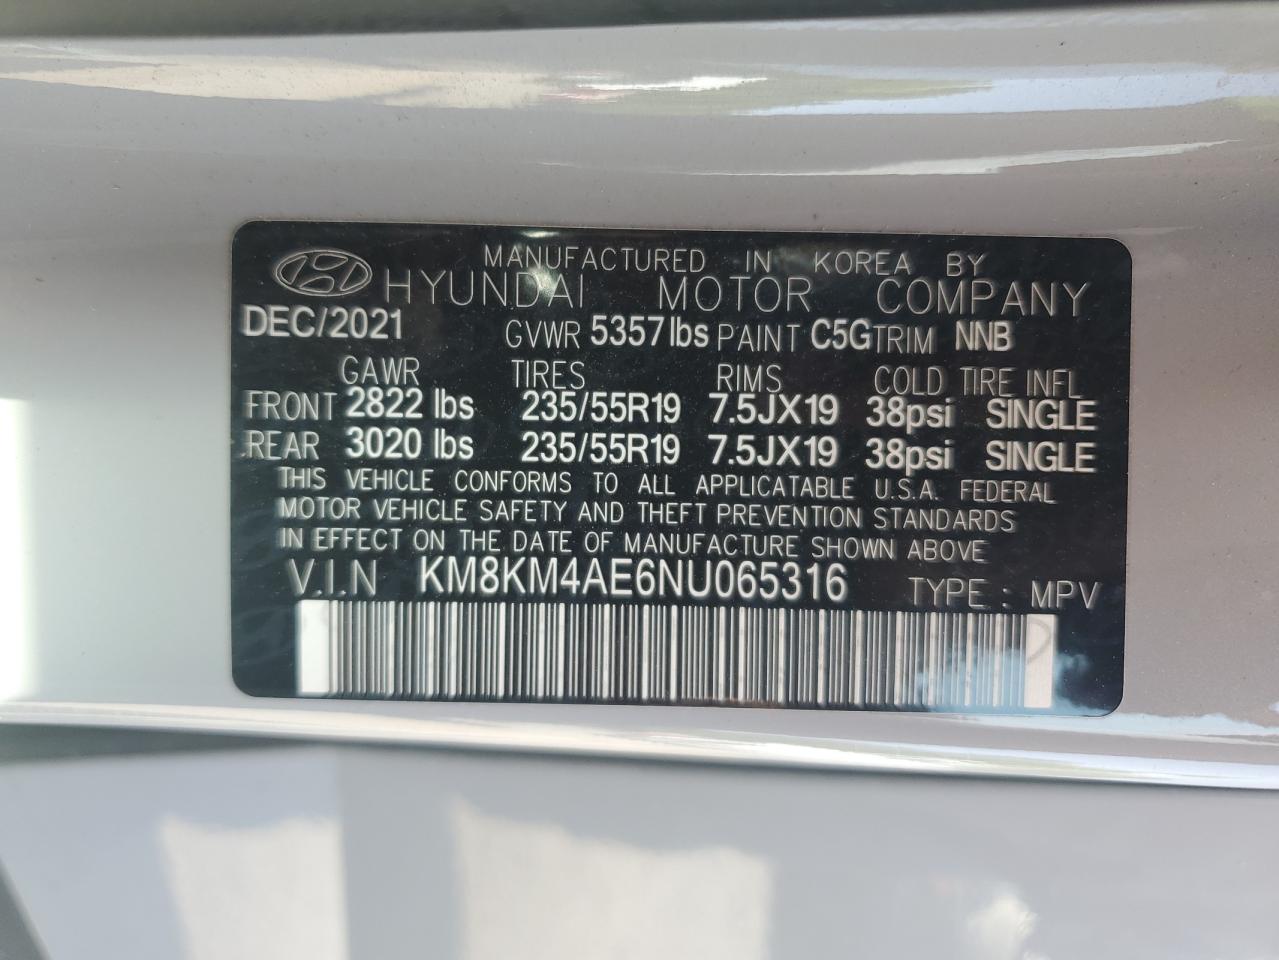 MANUFACTURED IN KOREA BY
HYUNDAI MOTOR COMPANY
DEC/2021 GVWR 5357lbs PAINT C5G TRIM NNB
GAWR TIRES RIMS COLD TIRE INFL
FRONT 2822 lbs 235/55R19 7.5JX19 38psi SINGLE
REAR 3020 lbs 235/55R19 7.5JX19 38psi SINGLE
THIS VEHICLE CONFORMS TO ALL APPLICATABLE U.S.A. FEDERAL
MOTOR VEHICLE SAFETY AND THEFT PREVENTION STANDARDS
IN EFFECT ON THE DATE OF MANUFACTURE SHOWN ABOVE
V.I.N KM8KM4AE6NU065316 TYPE : MPV